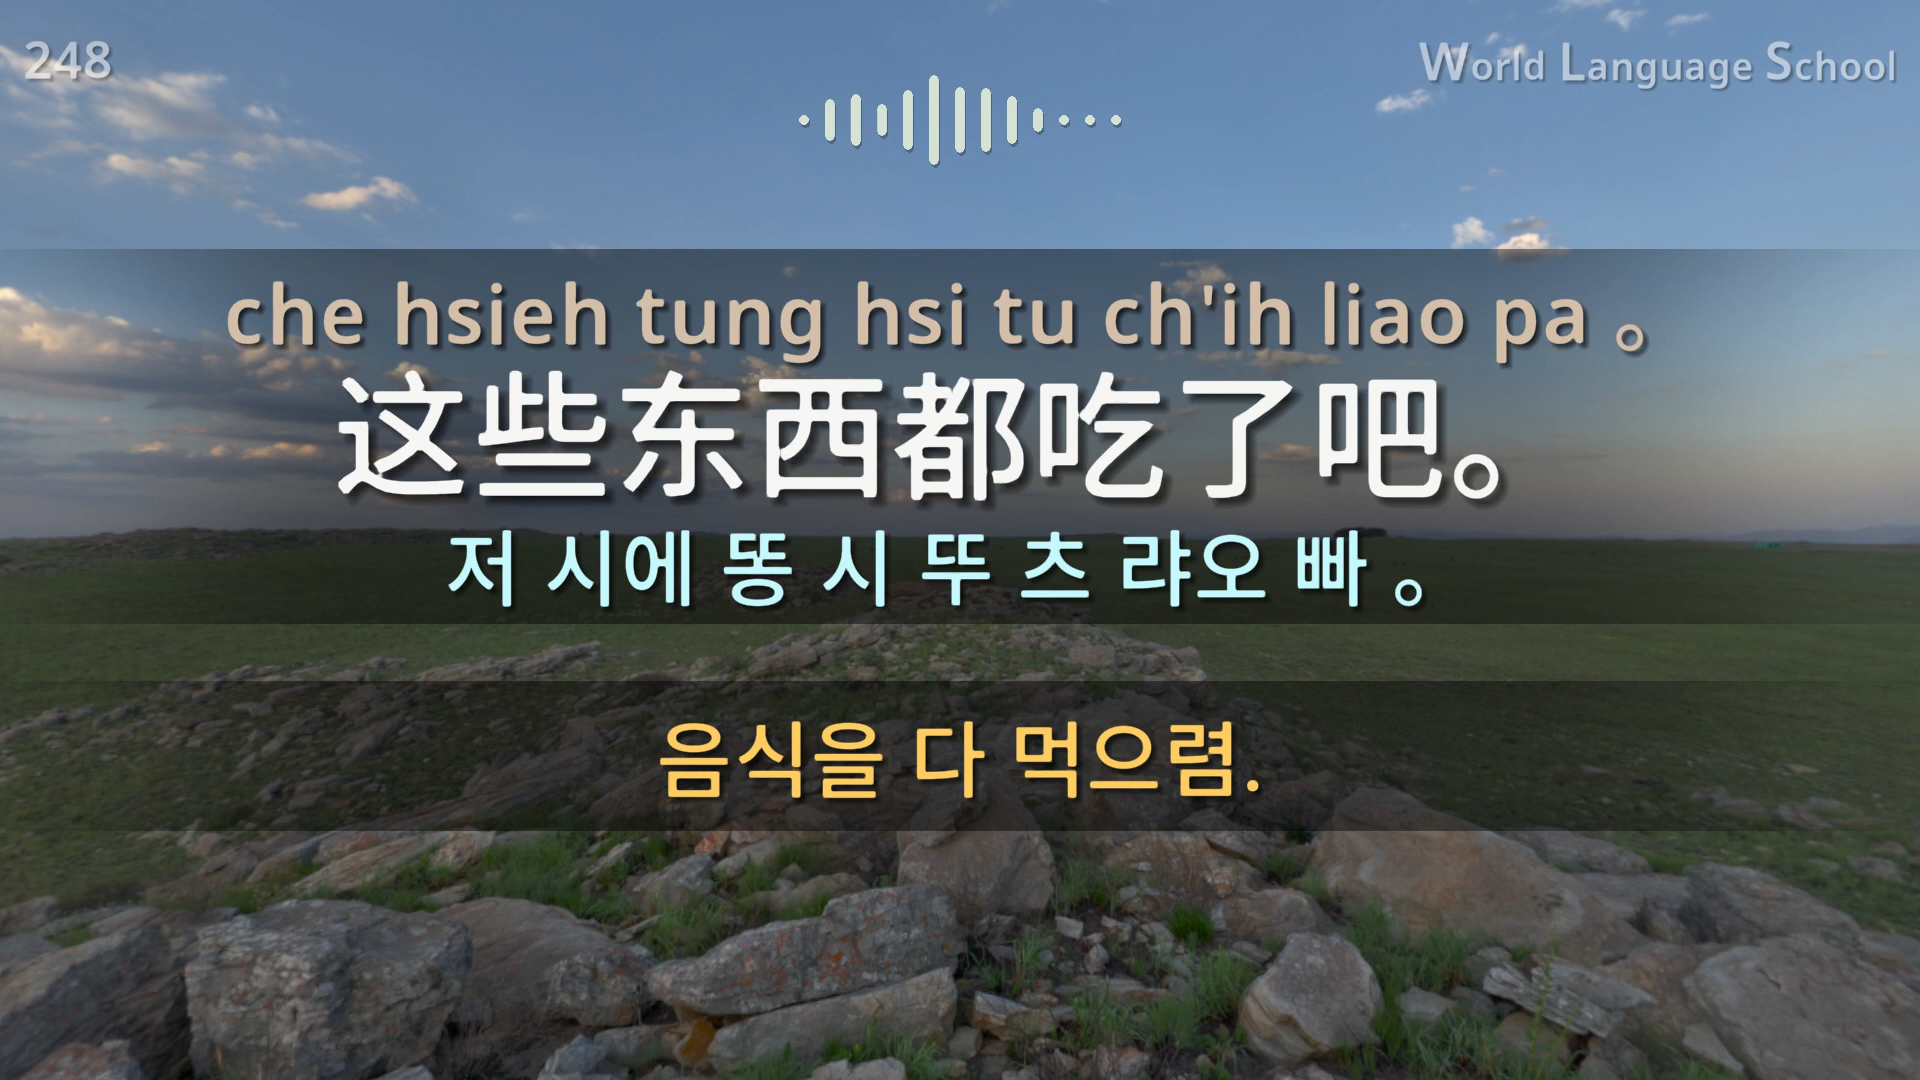 248
World Language School
che hsieh tung hsi tu ch'ih liao pa 。
这些东西都吃了吧。
저 시에 똥 시 뚜 츠 랴오 빠 。
음식을 다 먹으렴.